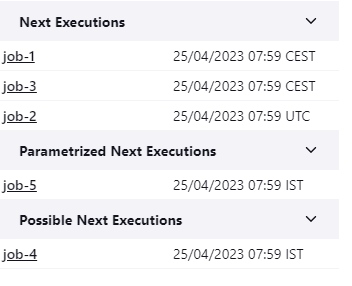 Next Executions
job-1 25/04/2023 07:59 CEST
job-3 25/04/2023 07:59 CEST
job-2 25/04/2023 07:59 UTC
Parametrized Next Executions
job-5 25/04/2023 07:59 IST
Possible Next Executions
job-4 25/04/2023 07:59 IST